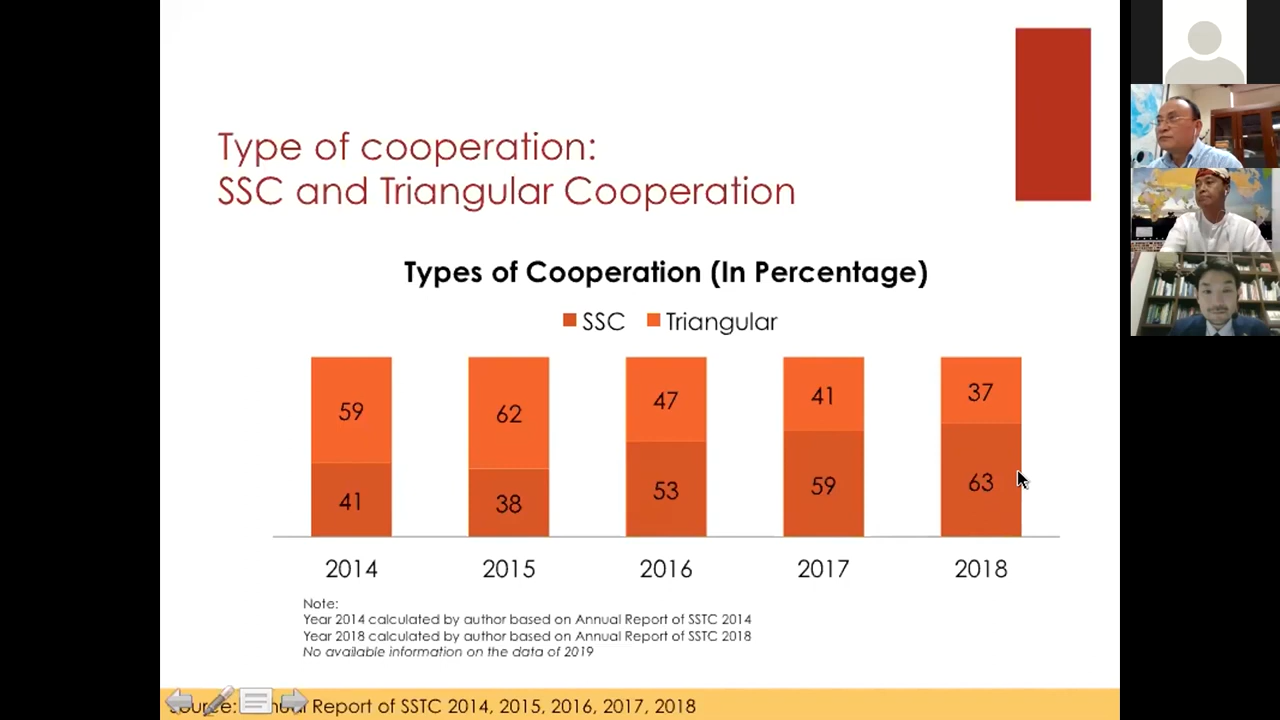 Type of cooperation:
SSC and Triangular Cooperation
Types of Cooperation (In Percentage)
SSC Triangular
59 62 47 41 37
41 38 53 59 63
2014 2015 2016 2017 2018
Note:
Year 2014 calculated by author based on Annual Report of SSTC 2014
Year 2018 calculated by author based on Annual Report of SSTC 2018
No available information on the data of 2019
Source: Annual Report of SSTC 2014, 2015, 2016, 2017, 2018